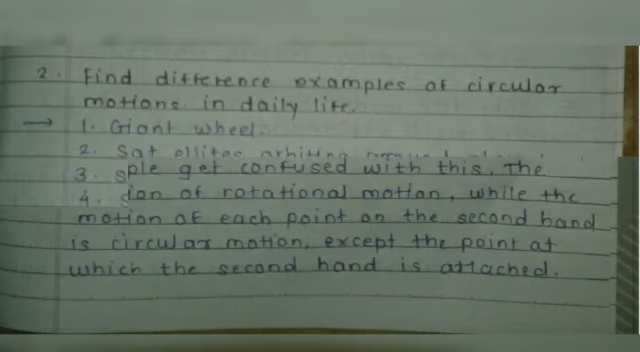 2. Find difference examples of circular
motions in daily life
→ 1. Giant wheel.
2. Satellites orbiting
3. s
ple get confused with this. The
4.
ion of rotational motion, while the
motion of each point on the second hand
is circular motion, except the point at
which the second hand is attached.